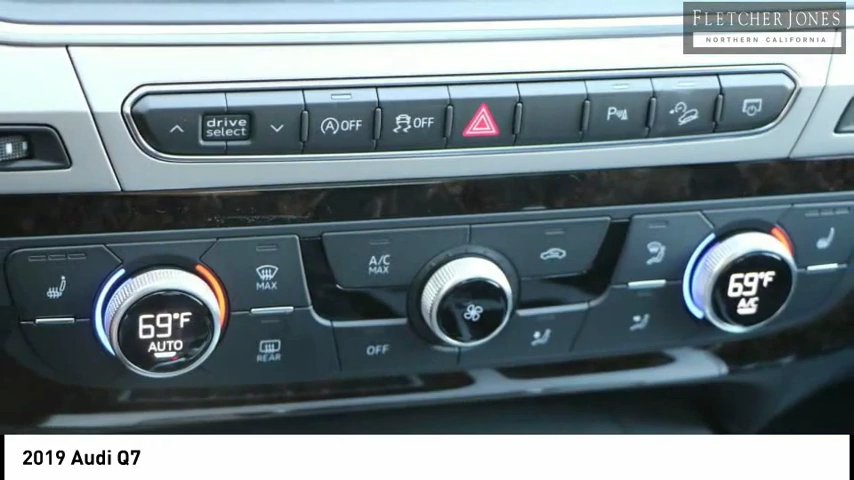 FLETCHER JONES
NORTHERN CALIFORNIA
drive
select
A OFF
OFF
P
A/C
MAX
MAX
69°F
AUTO
REAR
OFF
69°F
A/C
2019 Audi Q7